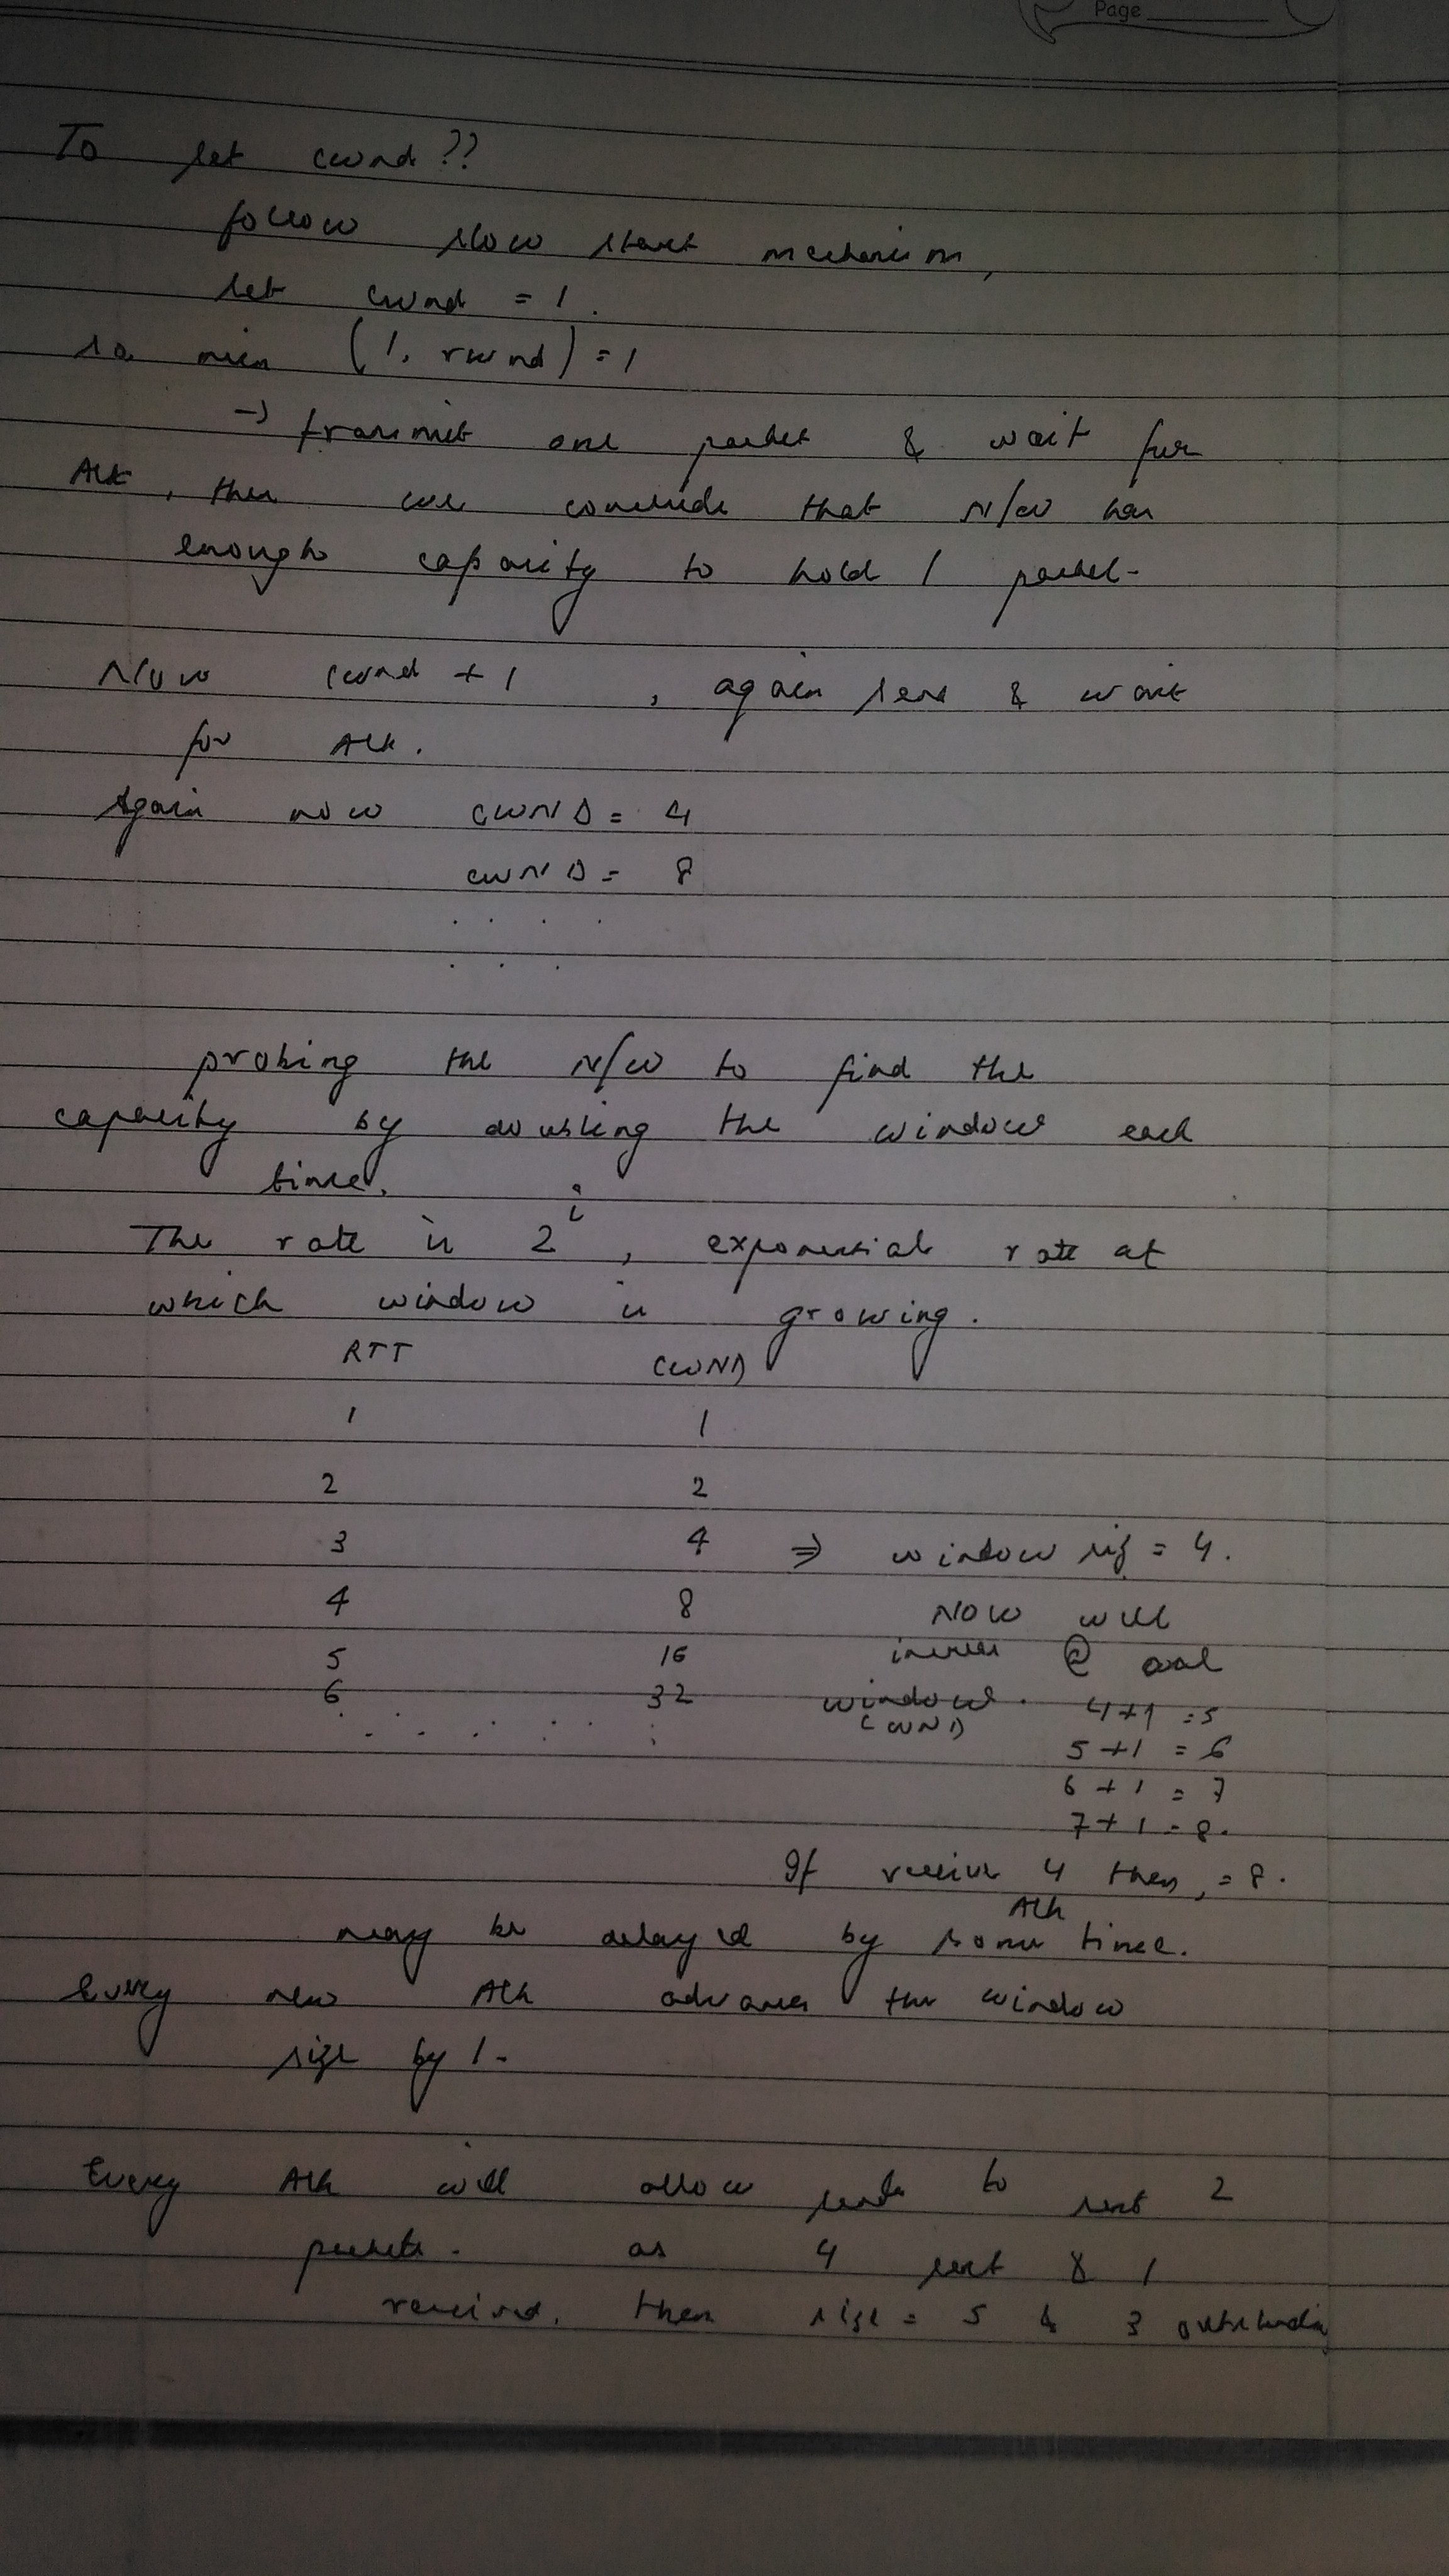 Page
To set cwnd ??
follow slow start mechanism,
set cwnd = 1.
so min (1, rwnd) = 1
→ transmit one packet & wait for
Ack, then we conclude that N/W has
enough capacity to hold 1 packet.
Now cwnd + 1 , again send & wait
for Ack.
Again now CWND = 4
CWND = 8
. . . .
. . .
probing the N/W to find the
capacity by doubling the window each
time.
The rate is 2^i, exponential rate at
which window is growing.
RTT CWND
1 1
2 2
3 4 ⇒ window size = 4.
4 8 Now will
5 16 increase @
6 32 window. 4+1 = 5
(CWND)
5 + 1 = 6
6 + 1 = 7
7 + 1 = 8.
If receive 4 Ack then, = 8.
may be delayed by some time.
Every new Ack advances the window
size by 1.
Every Ack will allow sender to sent 2
packets. as 4 sent & 1
received, then size = 5 & 3 outstanding